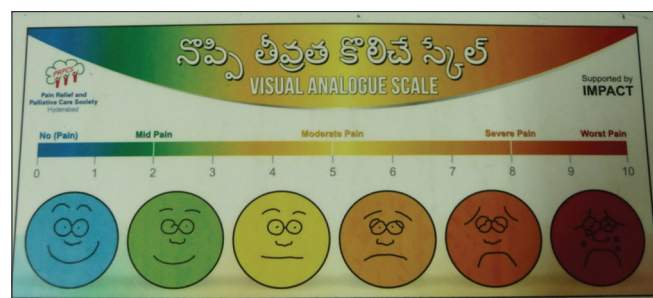 నొప్పి తీవ్రత కొలిచే స్కేల్
VISUAL ANALOGUE SCALE
PRPCS
Pain Relief and
Palliative Care Society
Hyderabad
Supported by
IMPACT
No (Pain) Mid Pain Moderate Pain Severe Pain Worst Pain
0 1 2 3 4 5 6 7 8 9 10